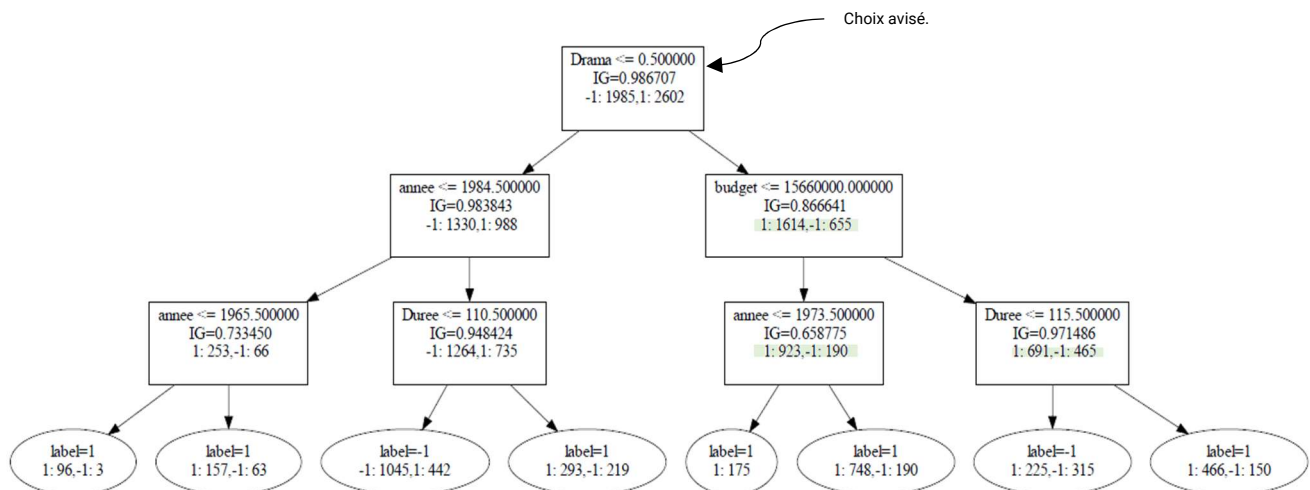 Choix avisé.
Drama <= 0.500000
IG=0.986707
-1: 1985,1: 2602
annee <= 1984.500000
IG=0.983843
-1: 1330,1: 988
budget <= 15660000.000000
IG=0.866641
1: 1614,-1: 655
annee <= 1965.500000
IG=0.733450
1: 253,-1: 66
Duree <= 110.500000
IG=0.948424
-1: 1264,1: 735
annee <= 1973.500000
IG=0.658775
1: 923,-1: 190
Duree <= 115.500000
IG=0.971486
1: 691,-1: 465
label=1
1: 96,-1: 3
label=1
1: 157,-1: 63
label=-1
-1: 1045,1: 442
label=1
1: 293,-1: 219
label=1
1: 175
label=1
1: 748,-1: 190
label=-1
1: 225,-1: 315
label=1
1: 466,-1: 150